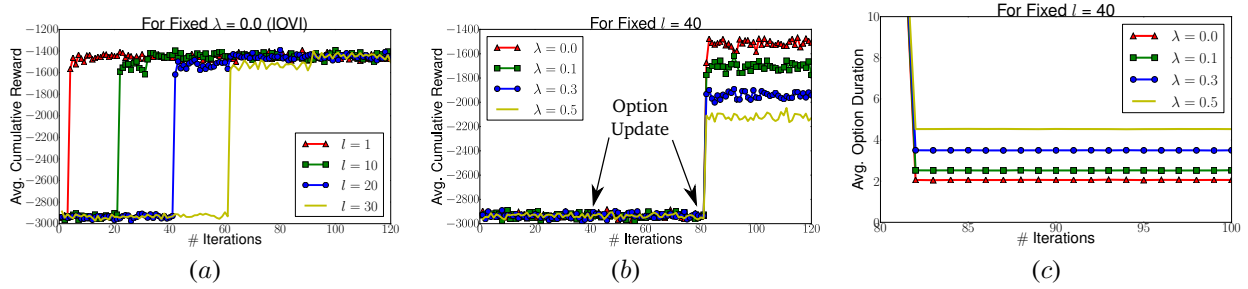 For Fixed λ = 0.0 (IOVI)
Avg. Cumulative Reward
−1200
−1400
−1600
−1800
−2000
−2200
−2400
−2600
−2800
−3000
l = 1
l = 10
l = 20
l = 30
0 20 40 60 80 100 120
# Iterations
(a)
For Fixed l = 40
Avg. Cumulative Reward
−1400
−1600
−1800
−2000
−2200
−2400
−2600
−2800
−3000
λ = 0.0
λ = 0.1
λ = 0.3
λ = 0.5
Option
Update
0 20 40 60 80 100 120
# Iterations
(b)
For Fixed l = 40
Avg. Option Duration
10
8
6
4
2
0
λ = 0.0
λ = 0.1
λ = 0.3
λ = 0.5
80 85 90 95 100
# Iterations
(c)